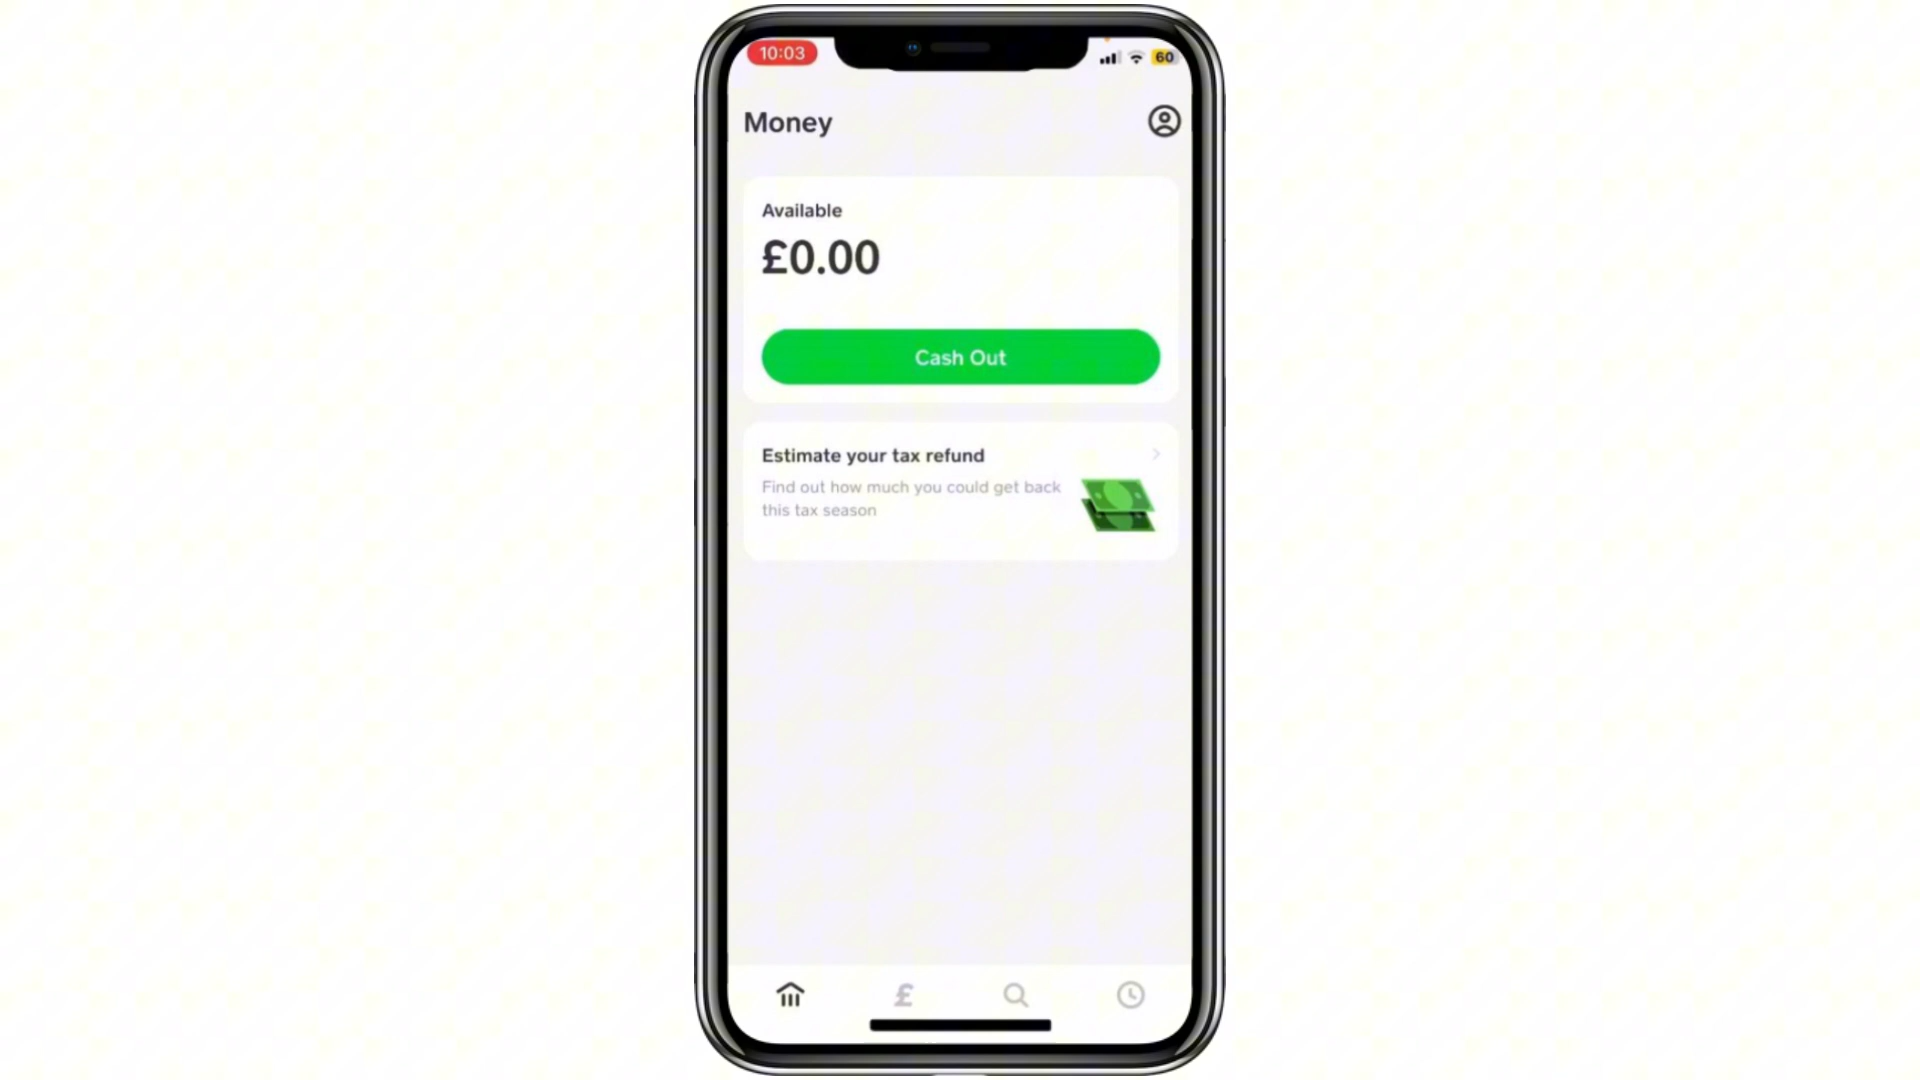 10:03
60
Money
Available
£0.00
Cash Out
Estimate your tax refund
Find out how much you could get back
this tax season
£